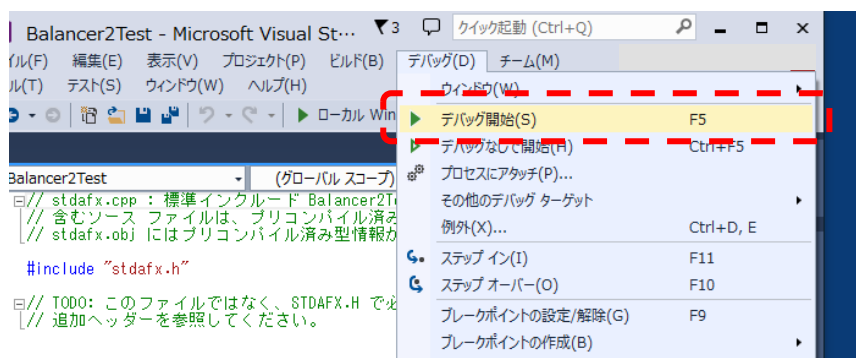 Balancer2Test - Microsoft Visual St… 3 クイック起動 (Ctrl+Q)
イル(F) 編集(E) 表示(V) プロジェクト(P) ビルド(B) デバッグ(D) チーム(M)
ル(T) テスト(S) ウィンドウ(W) ヘルプ(H)
ローカル Win
ウィンドウ(W)
デバッグ開始(S) F5
デバッグなしで開始(H) Ctrl+F5
プロセスにアタッチ(P)...
その他のデバッグ ターゲット
例外(X)... Ctrl+D, E
ステップ イン(I) F11
ステップ オーバー(O) F10
ブレークポイントの設定/解除(G) F9
ブレークポイントの作成(B)
Balancer2Test (グローバル スコープ)
// stdafx.cpp : 標準インクルード Balancer2Te
// 含むソース ファイルは、プリコンパイル済み
// stdafx.obj にはプリコンパイル済み型情報が
#include "stdafx.h"
// TODO: このファイルではなく、STDAFX.H で必
// 追加ヘッダーを参照してください。